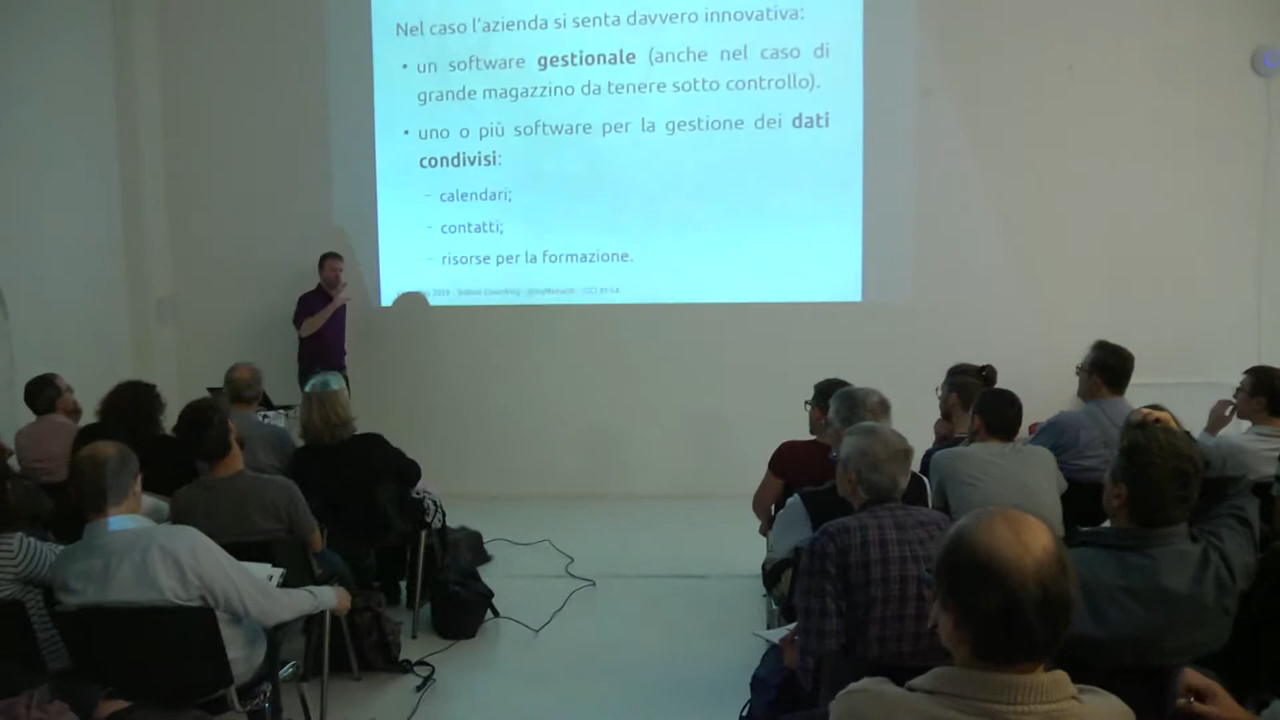 Nel caso l'azienda si senta davvero innovativa:
• un software gestionale (anche nel caso di
grande magazzino da tenere sotto controllo).
• uno o più software per la gestione dei dati
condivisi:
– calendari;
– contatti;
– risorse per la formazione.
2019